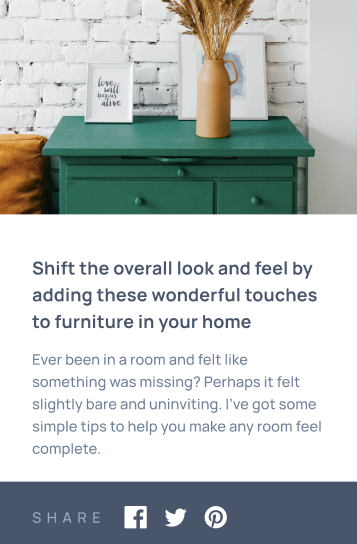 love
will
keep us
alive
Shift the overall look and feel by
adding these wonderful touches
to furniture in your home
Ever been in a room and felt like
something was missing? Perhaps it felt
slightly bare and uninviting. I've got some
simple tips to help you make any room feel
complete.
SHARE